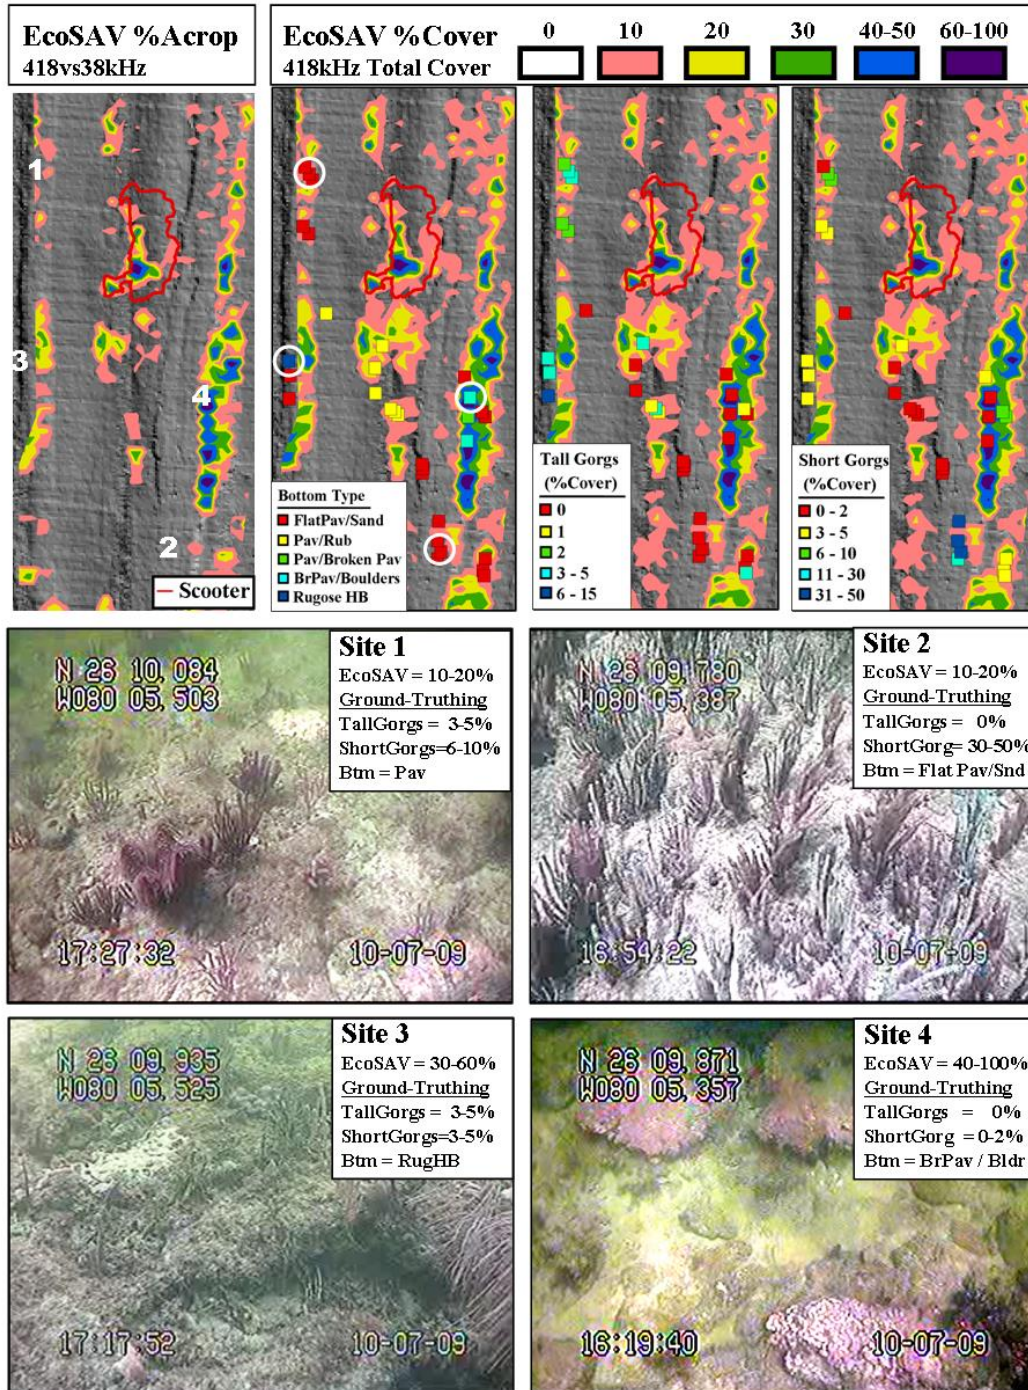 EcoSAV %Acrop
418vs38kHz
EcoSAV %Cover
418kHz Total Cover
0 10 20 30 40-50 60-100
1
3
4
2
Scooter
Bottom Type
FlatPav/Sand
Pav/Rub
Pav/Broken Pav
BrPav/Boulders
Rugose HB
Tall Gorgs
(%Cover)
0
1
2
3 - 5
6 - 15
Short Gorgs
(%Cover)
0 - 2
3 - 5
6 - 10
11 - 30
31 - 50
N 26 10.084
W080 05.503
17:27:32 10-07-09
Site 1
EcoSAV = 10-20%
Ground-Truthing
TallGorgs = 3-5%
ShortGorgs=6-10%
Btm = Pav
N 26 09.780
W080 05.387
16:54:22 10-07-09
Site 2
EcoSAV = 10-20%
Ground-Truthing
TallGorgs = 0%
ShortGorg= 30-50%
Btm = Flat Pav/Snd
N 26 09.935
W080 05.525
17:17:52 10-07-09
Site 3
EcoSAV = 30-60%
Ground-Truthing
TallGorgs = 3-5%
ShortGorgs=3-5%
Btm = RugHB
N 26 09.871
W080 05.357
16:19:40 10-07-09
Site 4
EcoSAV = 40-100%
Ground-Truthing
TallGorgs = 0%
ShortGorg = 0-2%
Btm = BrPav / Bldr